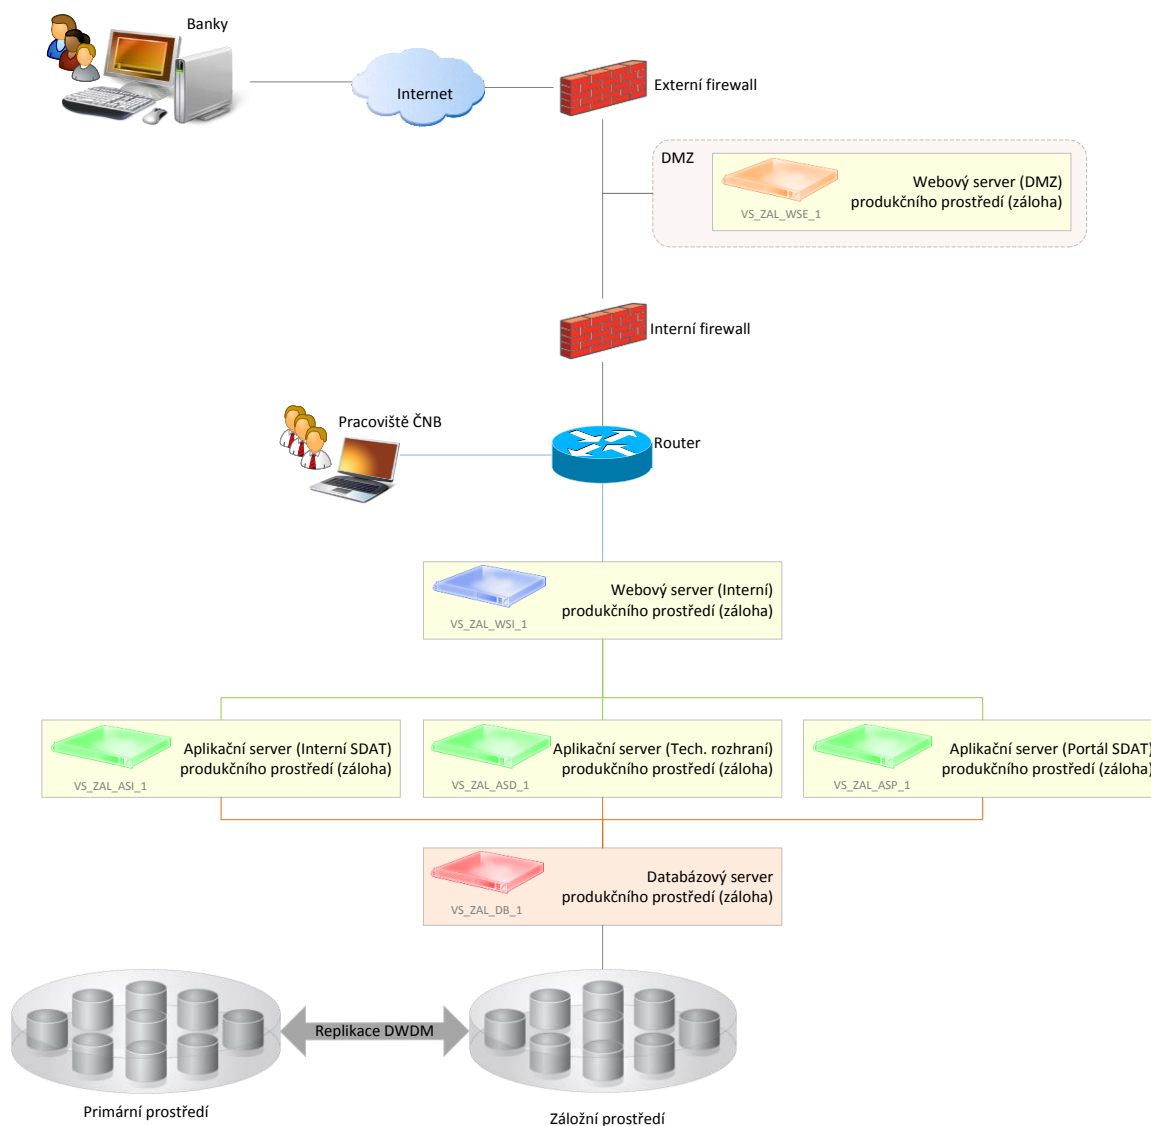 Banky
Internet
Externí firewall
DMZ
Webový server (DMZ)
produkčního prostředí (záloha)
VS_ZAL_WSE_1
Interní firewall
Pracoviště ČNB
Router
Webový server (Interní)
produkčního prostředí (záloha)
VS_ZAL_WSI_1
Aplikační server (Interní SDAT)
produkčního prostředí (záloha)
VS_ZAL_ASI_1
Aplikační server (Tech. rozhraní)
produkčního prostředí (záloha)
VS_ZAL_ASD_1
Aplikační server (Portál SDAT)
produkčního prostředí (záloha)
VS_ZAL_ASP_1
Databázový server
produkčního prostředí (záloha)
VS_ZAL_DB_1
Replikace DWDM
Primární prostředí
Záložní prostředí